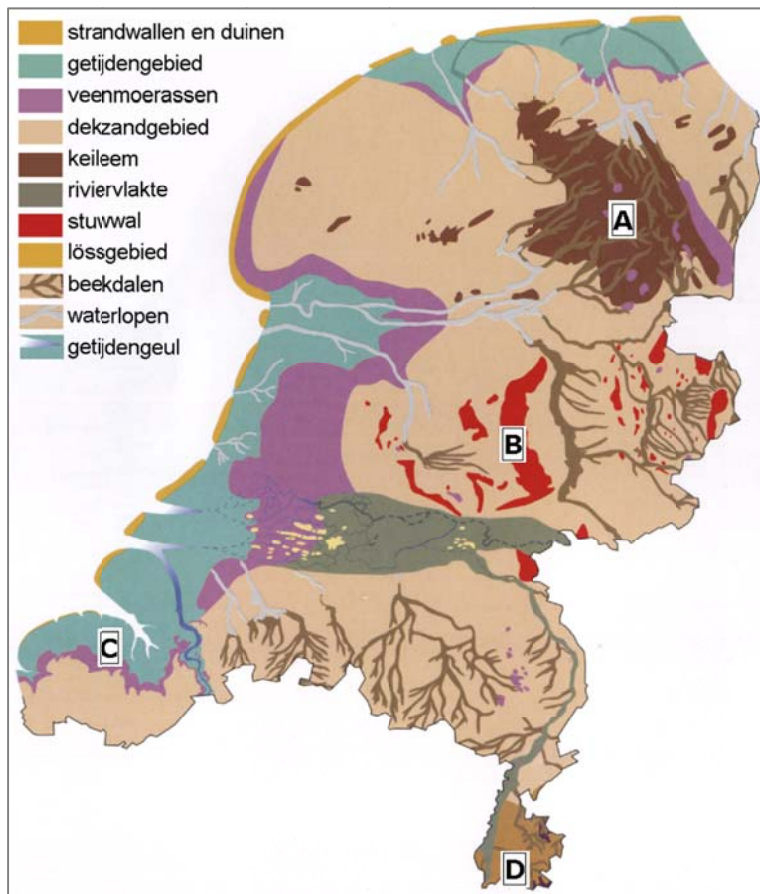 strandwallen en duinen
getijdengebied
veenmoerassen
dekzandgebied
keileem
riviervlakte
stuwwal
lössgebied
beekdalen
waterlopen
getijdengeul
A
B
C
D